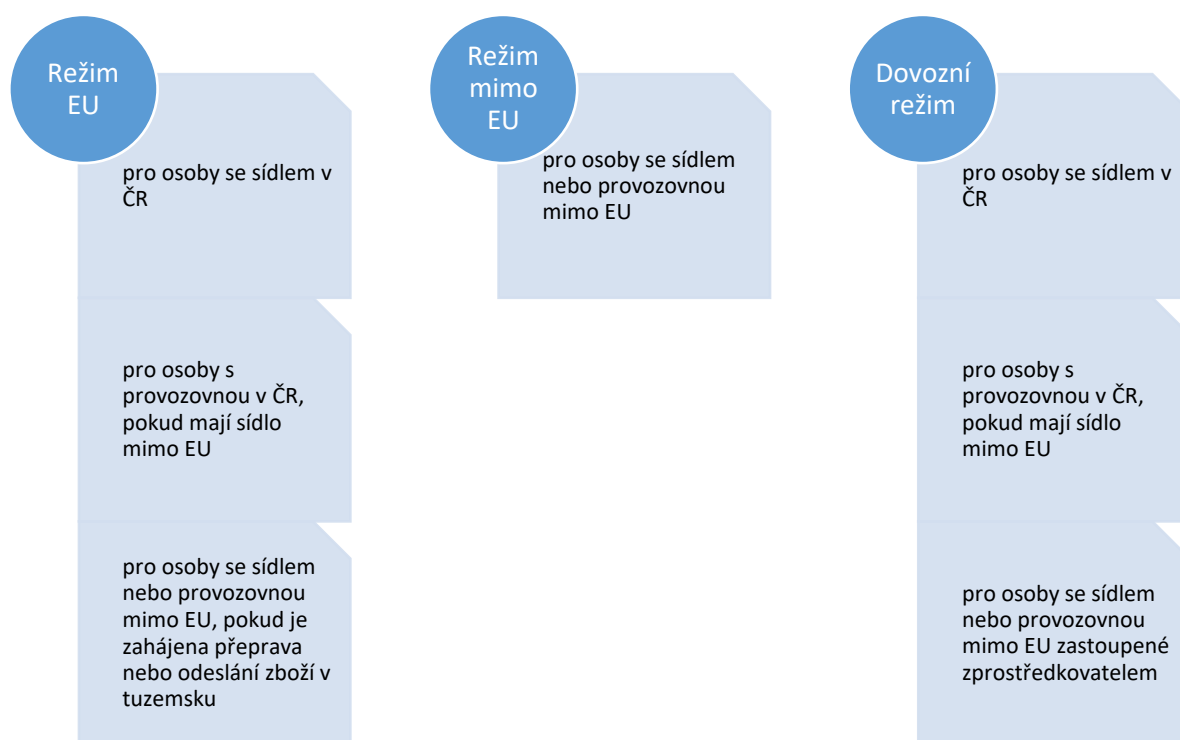 Režim
EU
pro osoby se sídlem v
ČR
pro osoby s
provozovnou v ČR,
pokud mají sídlo
mimo EU
pro osoby se sídlem
nebo provozovnou
mimo EU, pokud je
zahájena přeprava
nebo odeslání zboží v
tuzemsku
Režim
mimo
EU
pro osoby se sídlem
nebo provozovnou
mimo EU
Dovozní
režim
pro osoby se sídlem v
ČR
pro osoby s
provozovnou v ČR,
pokud mají sídlo
mimo EU
pro osoby se sídlem
nebo provozovnou
mimo EU zastoupené
zprostředkovatelem